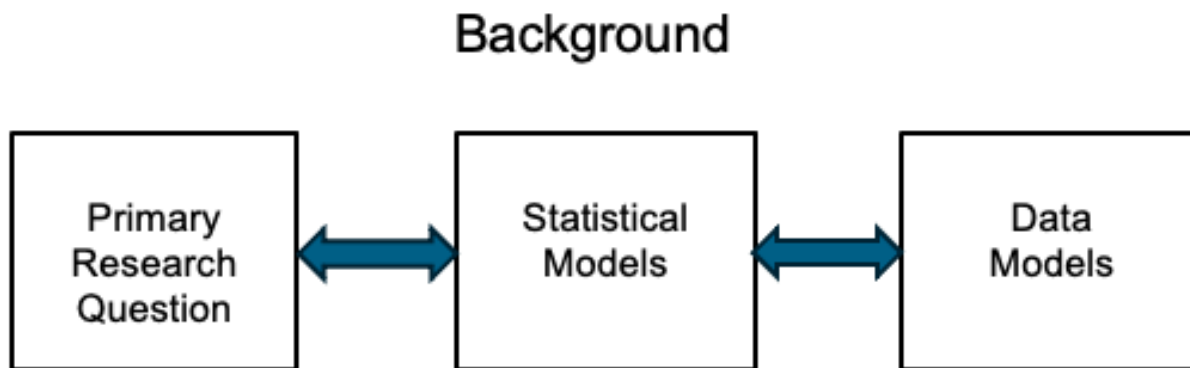 Background
Primary
Research
Question
Statistical
Models
Data
Models